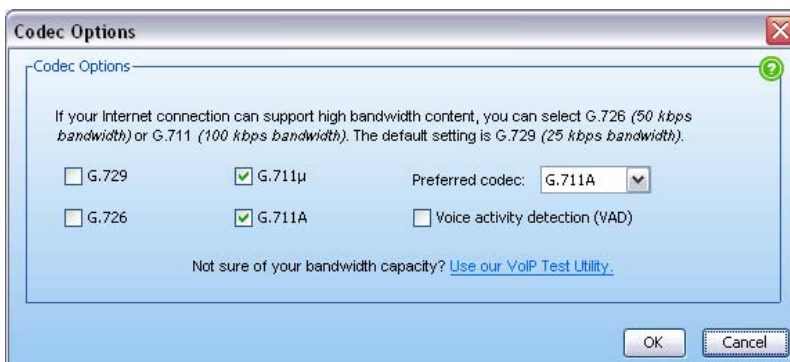 Codec Options
Codec Options
If your Internet connection can support high bandwidth content, you can select G.726 (50 kbps
bandwidth) or G.711 (100 kbps bandwidth). The default setting is G.729 (25 kbps bandwidth).
G.729
G.711µ
Preferred codec:
G.711A
G.726
G.711A
Voice activity detection (VAD)
Not sure of your bandwidth capacity? Use our VoIP Test Utility.
OK
Cancel